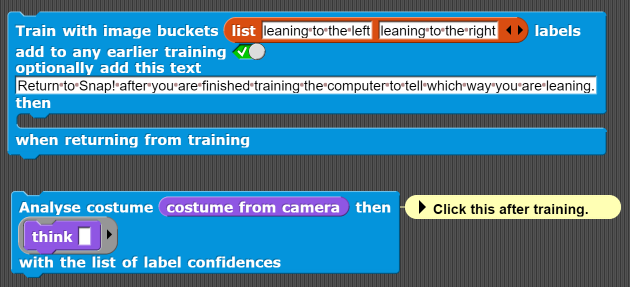 Train with image buckets list leaning to the left leaning to the right labels
add to any earlier training
optionally add this text
Return to Snap! after you are finished training the computer to tell which way you are leaning.
then
when returning from training
Analyse costume costume from camera then
Click this after training.
think
with the list of label confidences